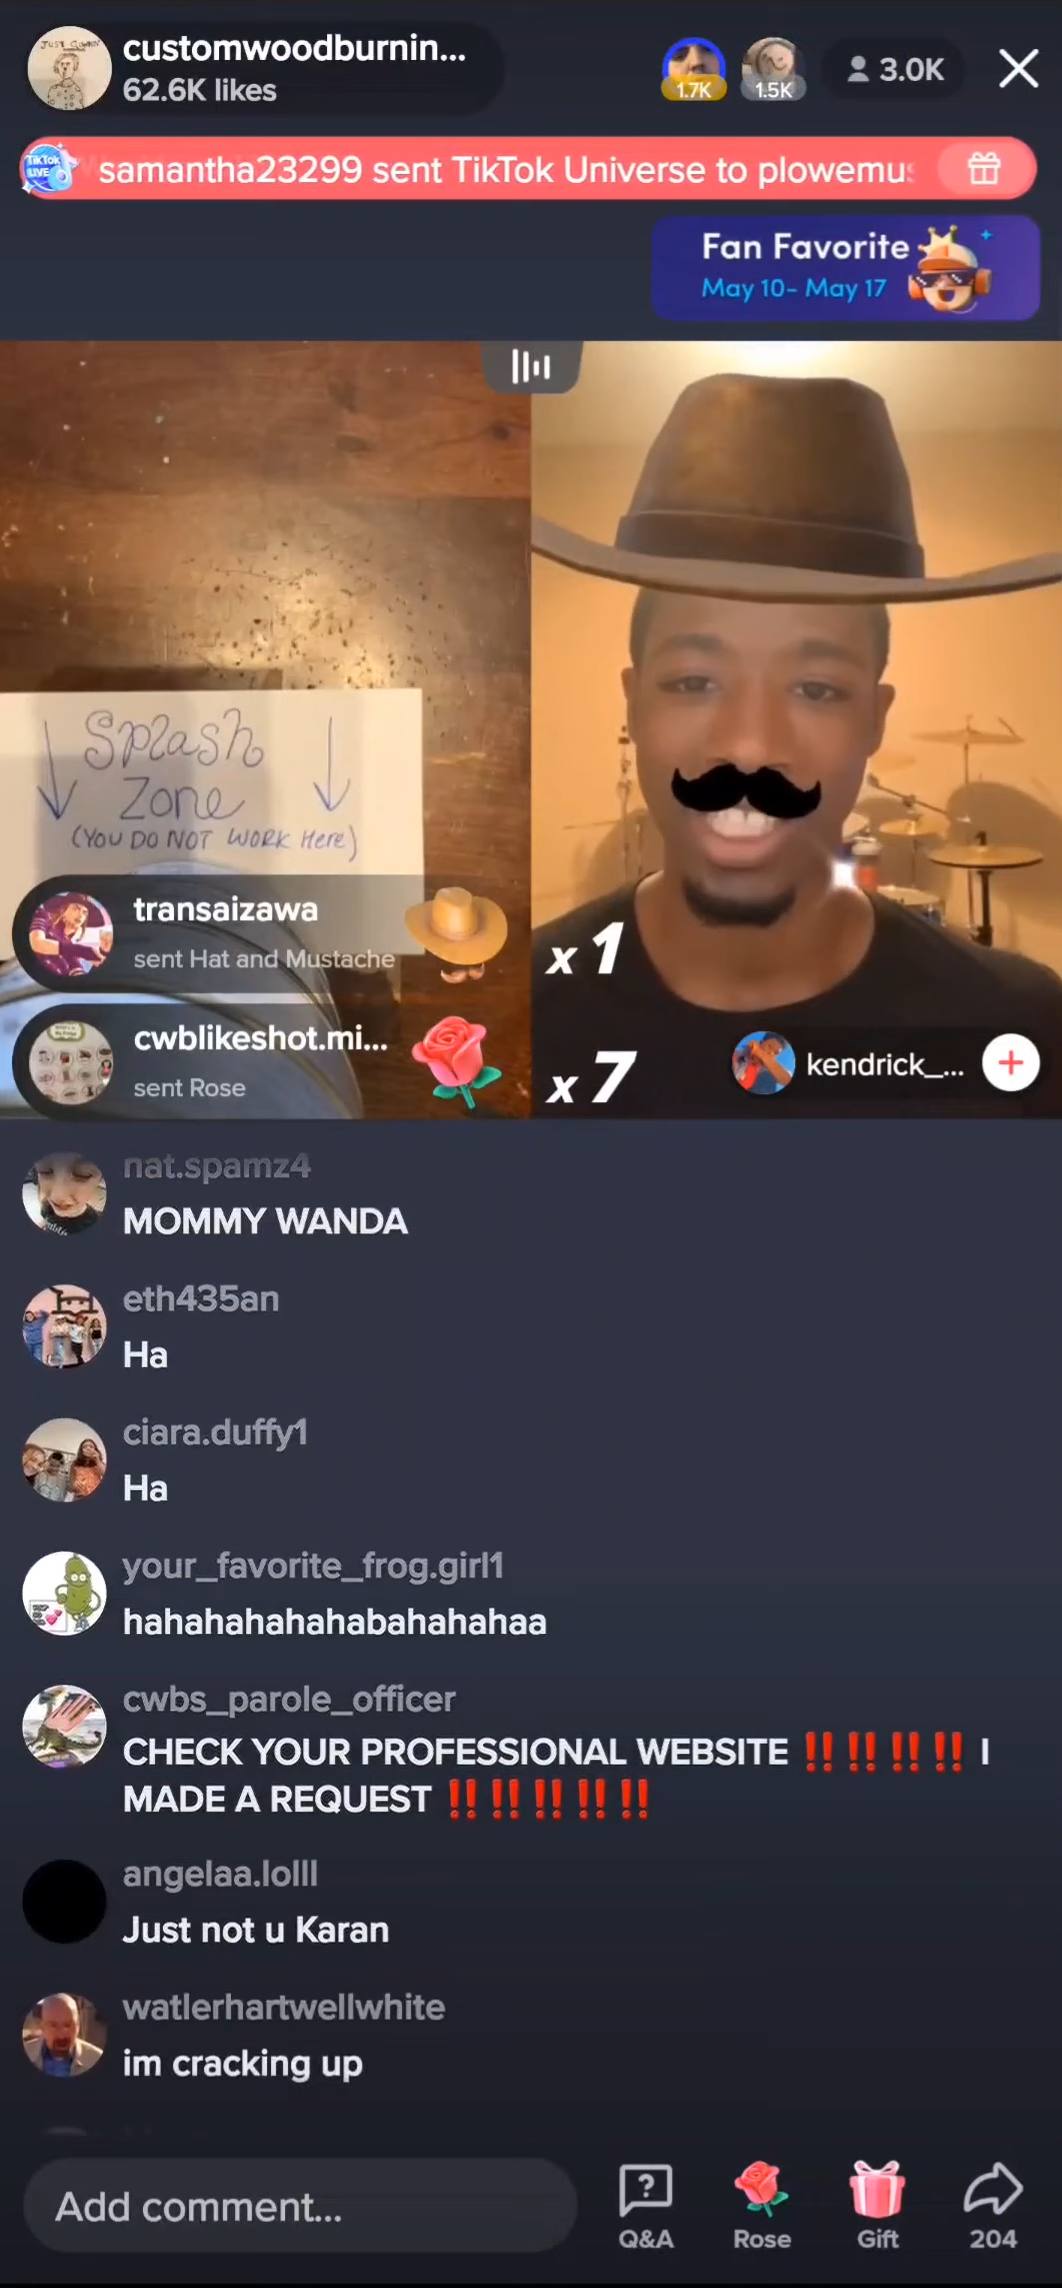 customwoodburnin...
62.6K likes
1.7K
1.5K
3.0K
TikTok
LIVE
samantha23299 sent TikTok Universe to plowemu
Fan Favorite
May 10- May 17
Splash
Zone
(YOU DO NOT WORK Here)
transaizawa
sent Hat and Mustache
x 1
cwblikeshot.mi...
sent Rose
x 7
kendrick_...
nat.spamz4
MOMMY WANDA
eth435an
Ha
ciara.duffy1
Ha
your_favorite_frog.girl1
hahahahahahabahahahaa
cwbs_parole_officer
CHECK YOUR PROFESSIONAL WEBSITE ‼️‼️‼️‼️ I
MADE A REQUEST ‼️‼️‼️‼️‼️
angelaa.lolll
Just not u Karan
watlerhartwellwhite
im cracking up
Add comment...
Q&A
Rose
Gift
204